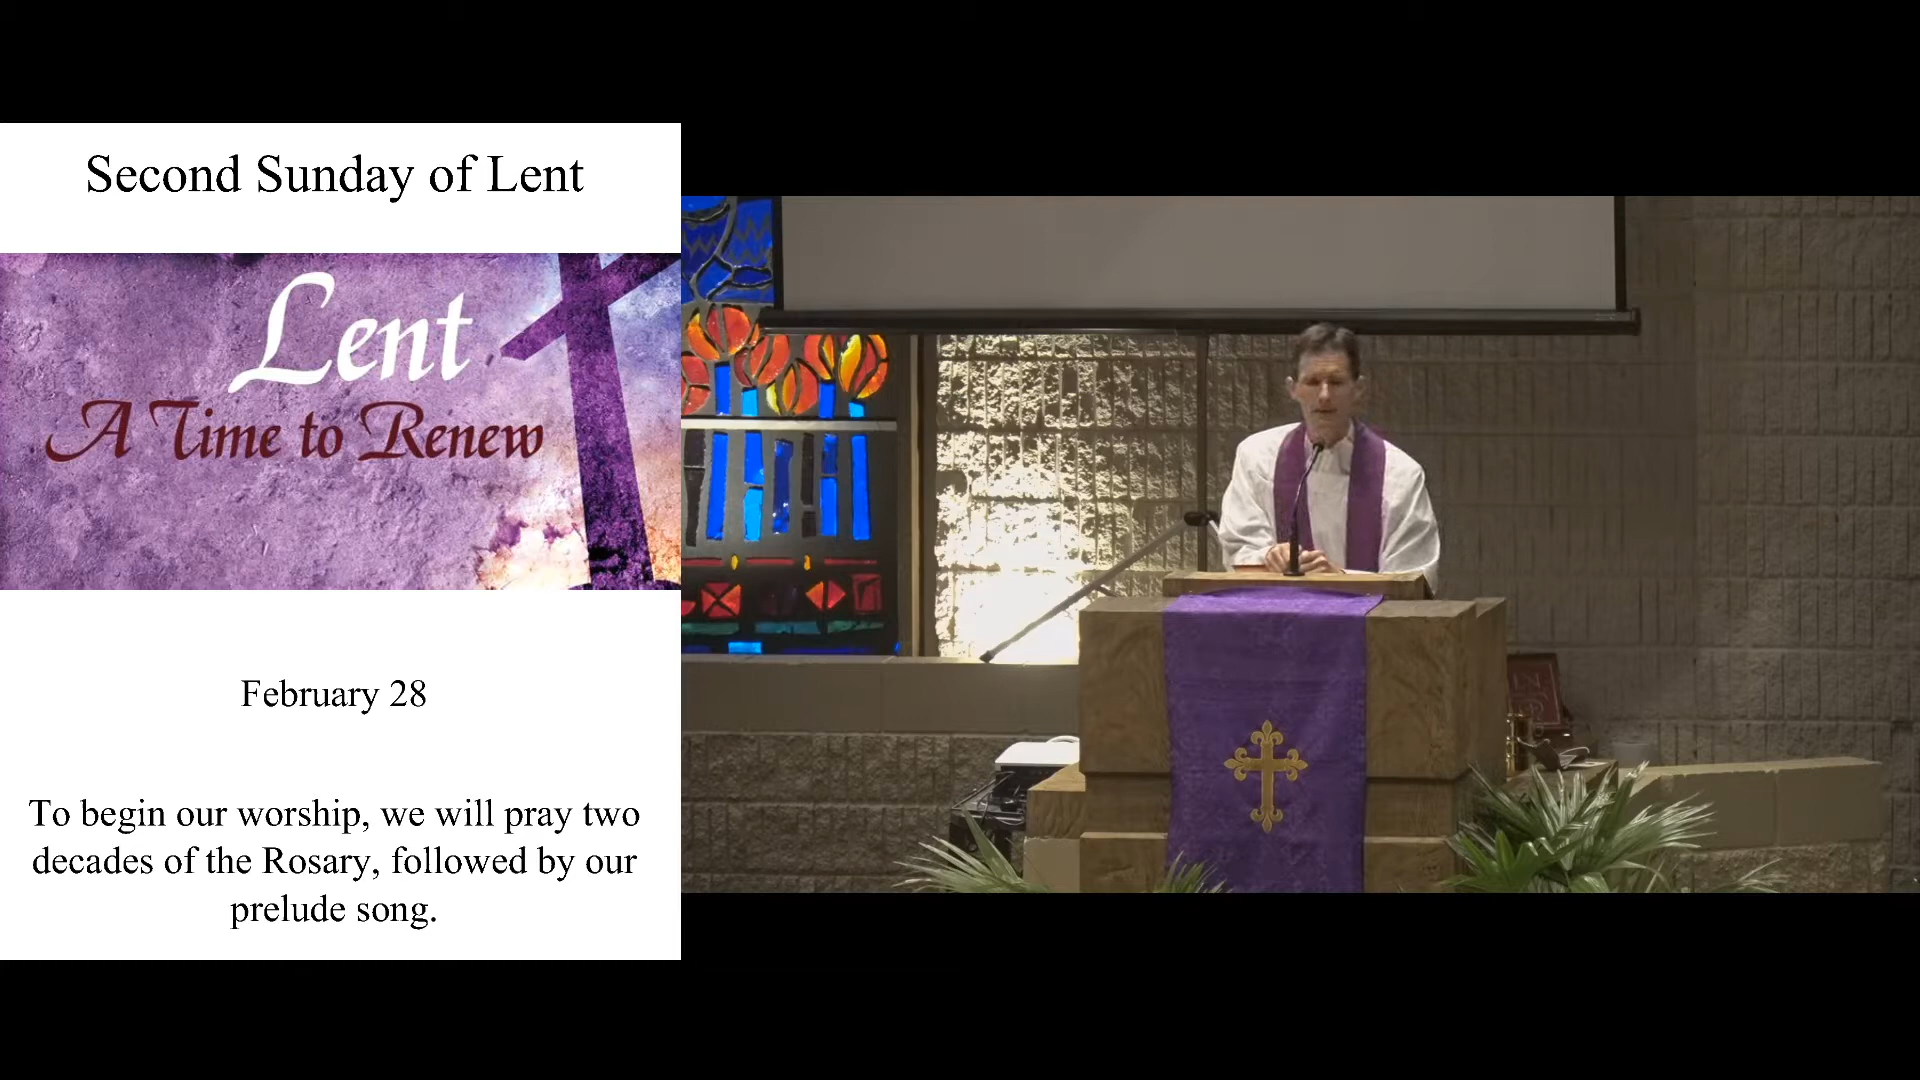 Second Sunday of Lent
Lent
A Time to Renew
February 28
To begin our worship, we will pray two
decades of the Rosary, followed by our
prelude song.